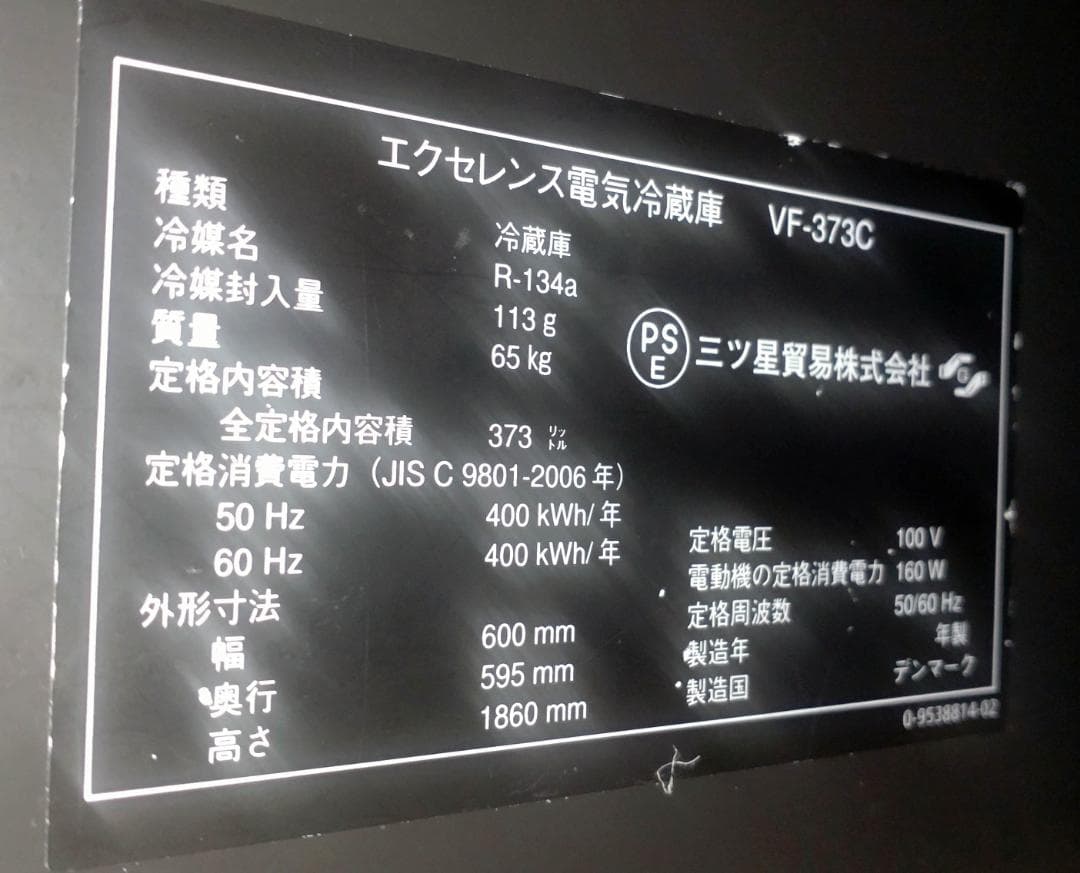 エクセレンス電気冷蔵庫 VF-373C
種類 冷蔵庫
冷媒名 R-134a
冷媒封入量 113 g
質量 65 kg
定格内容積
全定格内容積 373 リットル
定格消費電力（JIS C 9801-2006 年）
50 Hz 400 kWh/年
60 Hz 400 kWh/年
外形寸法
幅 600 mm
奥行 595 mm
高さ 1860 mm
PS
E
三ツ星貿易株式会社
G
定格電圧 100 V
電動機の定格消費電力 160 W
定格周波数 50/60 Hz
製造年 年製
製造国 デンマーク
0-9538814-02